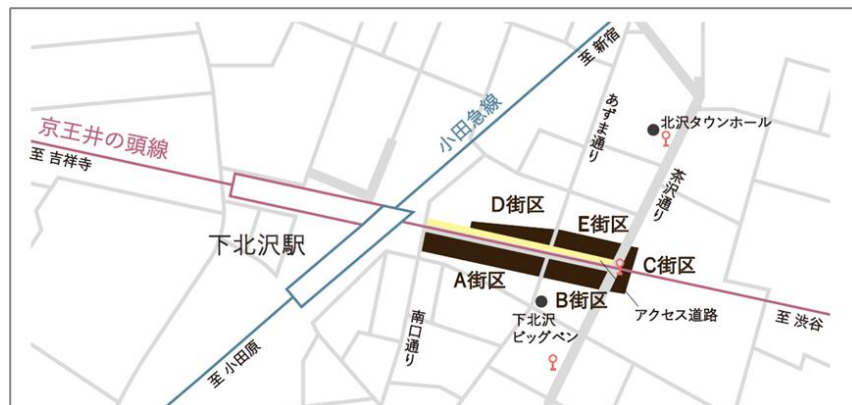 至 新宿
小田急線
あずま通り
北沢タウンホール
京王井の頭線
至 吉祥寺
茶沢通り
D街区
E街区
下北沢駅
C街区
A街区
B街区
アクセス道路
至 渋谷
下北沢
ビッグベン
南口通り
至 小田原